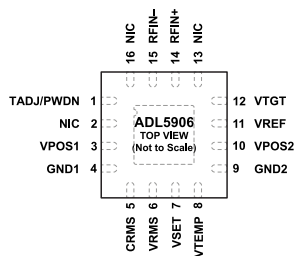 16 NIC
15 RFIN–
14 RFIN+
13 NIC
TADJ/PWDN 1
NIC 2
VPOS1 3
GND1 4
ADL5906
TOP VIEW
(Not to Scale)
12 VTGT
11 VREF
10 VPOS2
9 GND2
CRMS 5
VRMS 6
VSET 7
VTEMP 8